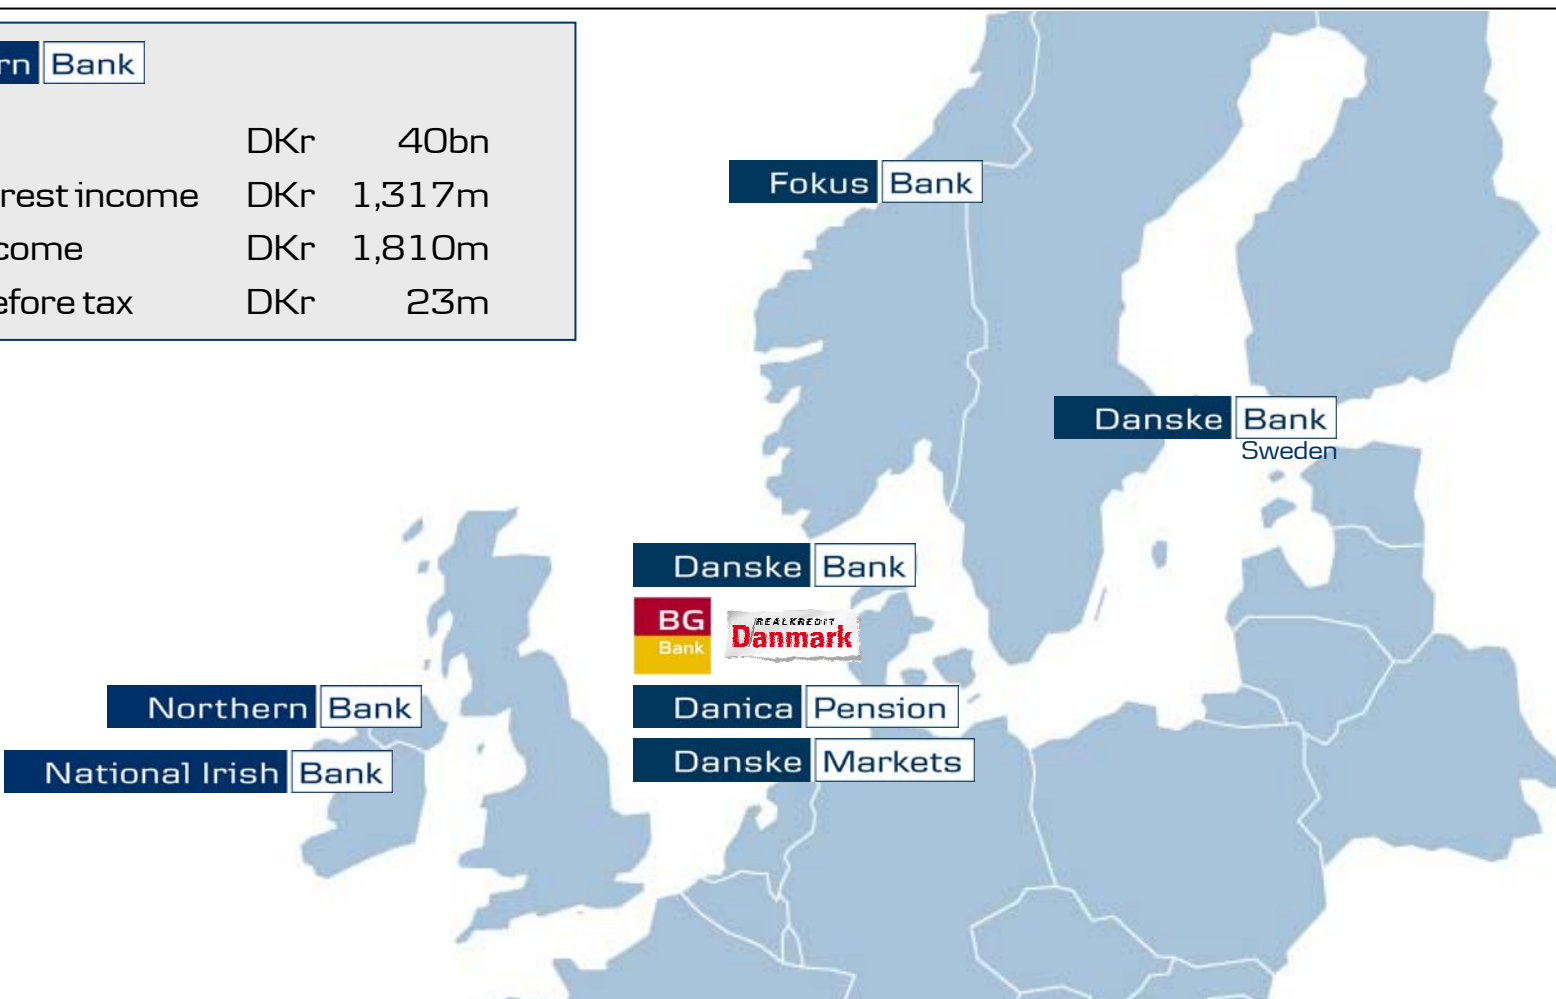 rn Bank
DKr 40bn
rest income DKr 1,317m
come DKr 1,810m
efore tax DKr 23m
Fokus Bank
Danske Bank
Sweden
Danske Bank
BG
Bank
REALKREDIT
Danmark
Northern Bank
Danica Pension
National Irish Bank
Danske Markets